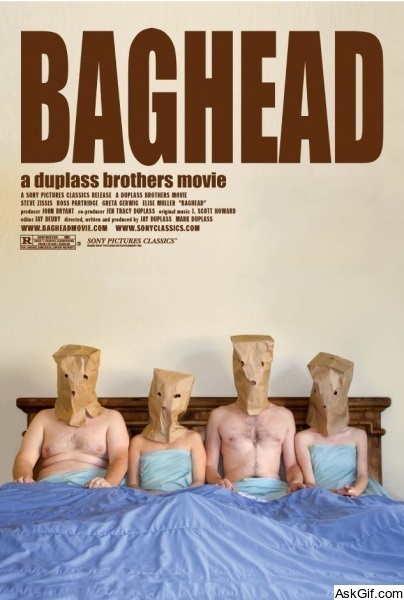 BAGHEAD
a duplass brothers movie
A SONY PICTURES CLASSICS RELEASE A DUPLASS BROTHERS MOVIE
STEVE ZISSIS ROSS PARTRIDGE GRETA GERWIG ELISE MULLER "BAGHEAD"
producer JOHN BRYANT co-producer JEN TRACY DUPLASS original music J. SCOTT HOWARD
editor JAY DEUBY directed, written and produced by JAY DUPLASS MARK DUPLASS
WWW.BAGHEADMOVIE.COM WWW.SONYCLASSICS.COM
R RESTRICTED SONY PICTURES CLASSICS™
AskGif.com